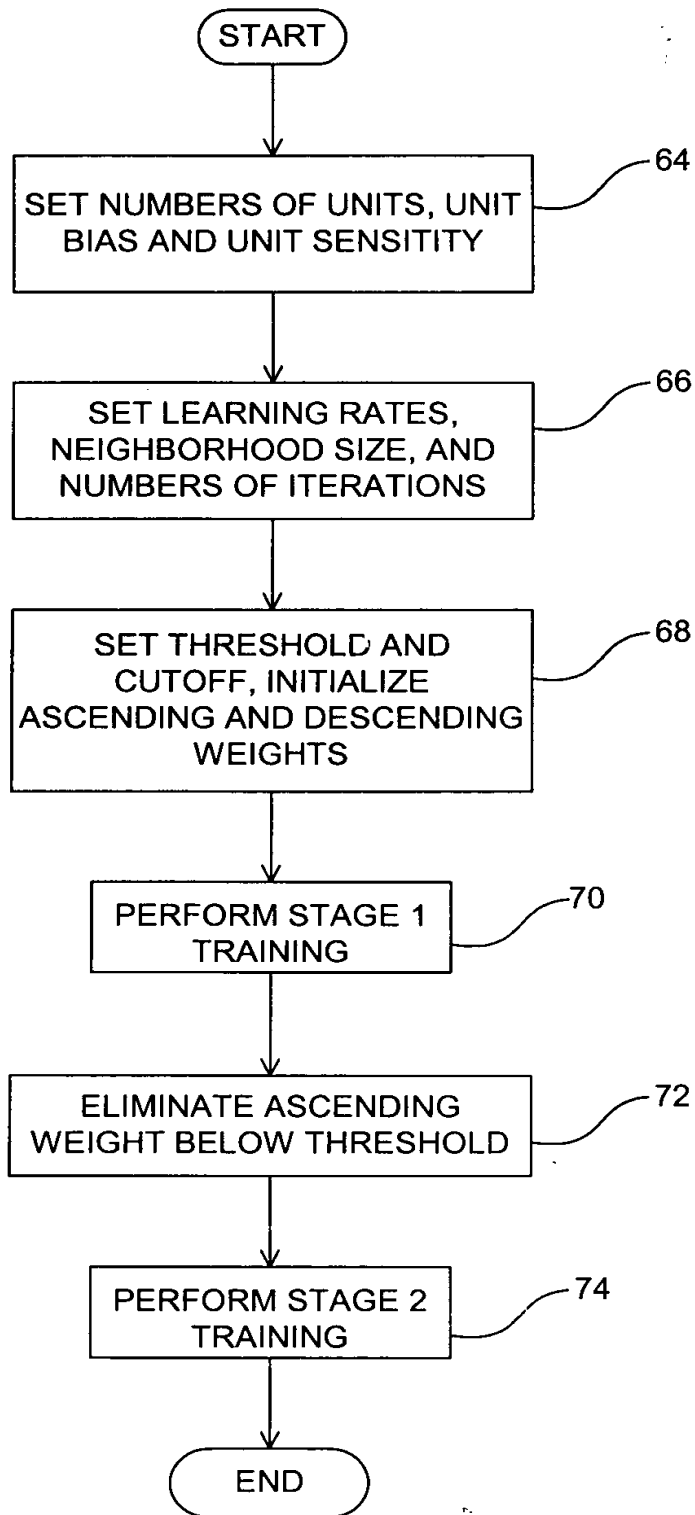 START
64
SET NUMBERS OF UNITS, UNIT
BIAS AND UNIT SENSITITY
66
SET LEARNING RATES,
NEIGHBORHOOD SIZE, AND
NUMBERS OF ITERATIONS
68
SET THRESHOLD AND
CUTOFF, INITIALIZE
ASCENDING AND DESCENDING
WEIGHTS
70
PERFORM STAGE 1
TRAINING
72
ELIMINATE ASCENDING
WEIGHT BELOW THRESHOLD
74
PERFORM STAGE 2
TRAINING
END